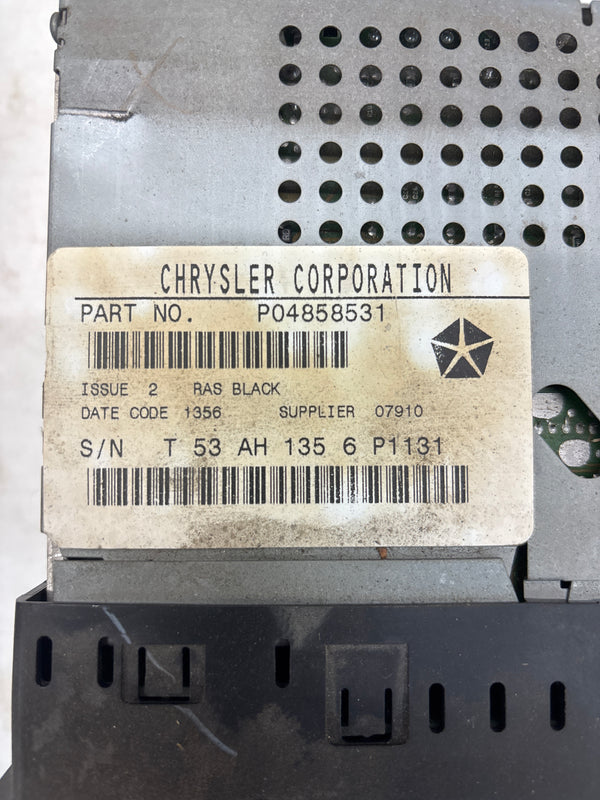 CHRYSLER CORPORATION
PART NO. P04858531
ISSUE 2 RAS BLACK
DATE CODE 1356 SUPPLIER 07910
S/N T 53 AH 135 6 P1131